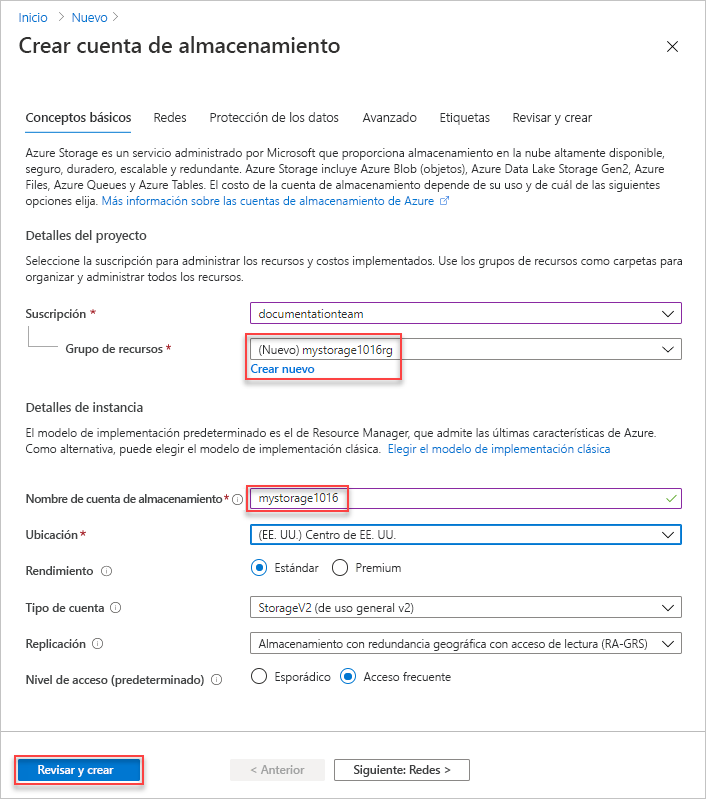 Inicio > Nuevo >
Crear cuenta de almacenamiento
Conceptos básicos Redes Protección de los datos Avanzado Etiquetas Revisar y crear
Azure Storage es un servicio administrado por Microsoft que proporciona almacenamiento en la nube altamente disponible,
seguro, duradero, escalable y redundante. Azure Storage incluye Azure Blob (objetos), Azure Data Lake Storage Gen2, Azure
Files, Azure Queues y Azure Tables. El costo de la cuenta de almacenamiento depende de su uso y de cuál de las siguientes
opciones elija. Más información sobre las cuentas de almacenamiento de Azure
Detalles del proyecto
Seleccione la suscripción para administrar los recursos y costos implementados. Use los grupos de recursos como carpetas para
organizar y administrar todos los recursos.
Suscripción * documentationteam
Grupo de recursos * (Nuevo) mystorage1016rg
Crear nuevo
Detalles de instancia
El modelo de implementación predeterminado es el de Resource Manager, que admite las últimas características de Azure.
Como alternativa, puede elegir el modelo de implementación clásica. Elegir el modelo de implementación clásica
Nombre de cuenta de almacenamiento * mystorage1016
Ubicación * (EE. UU.) Centro de EE. UU.
Rendimiento Estándar Premium
Tipo de cuenta StorageV2 (de uso general v2)
Replicación Almacenamiento con redundancia geográfica con acceso de lectura (RA-GRS)
Nivel de acceso (predeterminado) Esporádico Acceso frecuente
Revisar y crear < Anterior Siguiente: Redes >